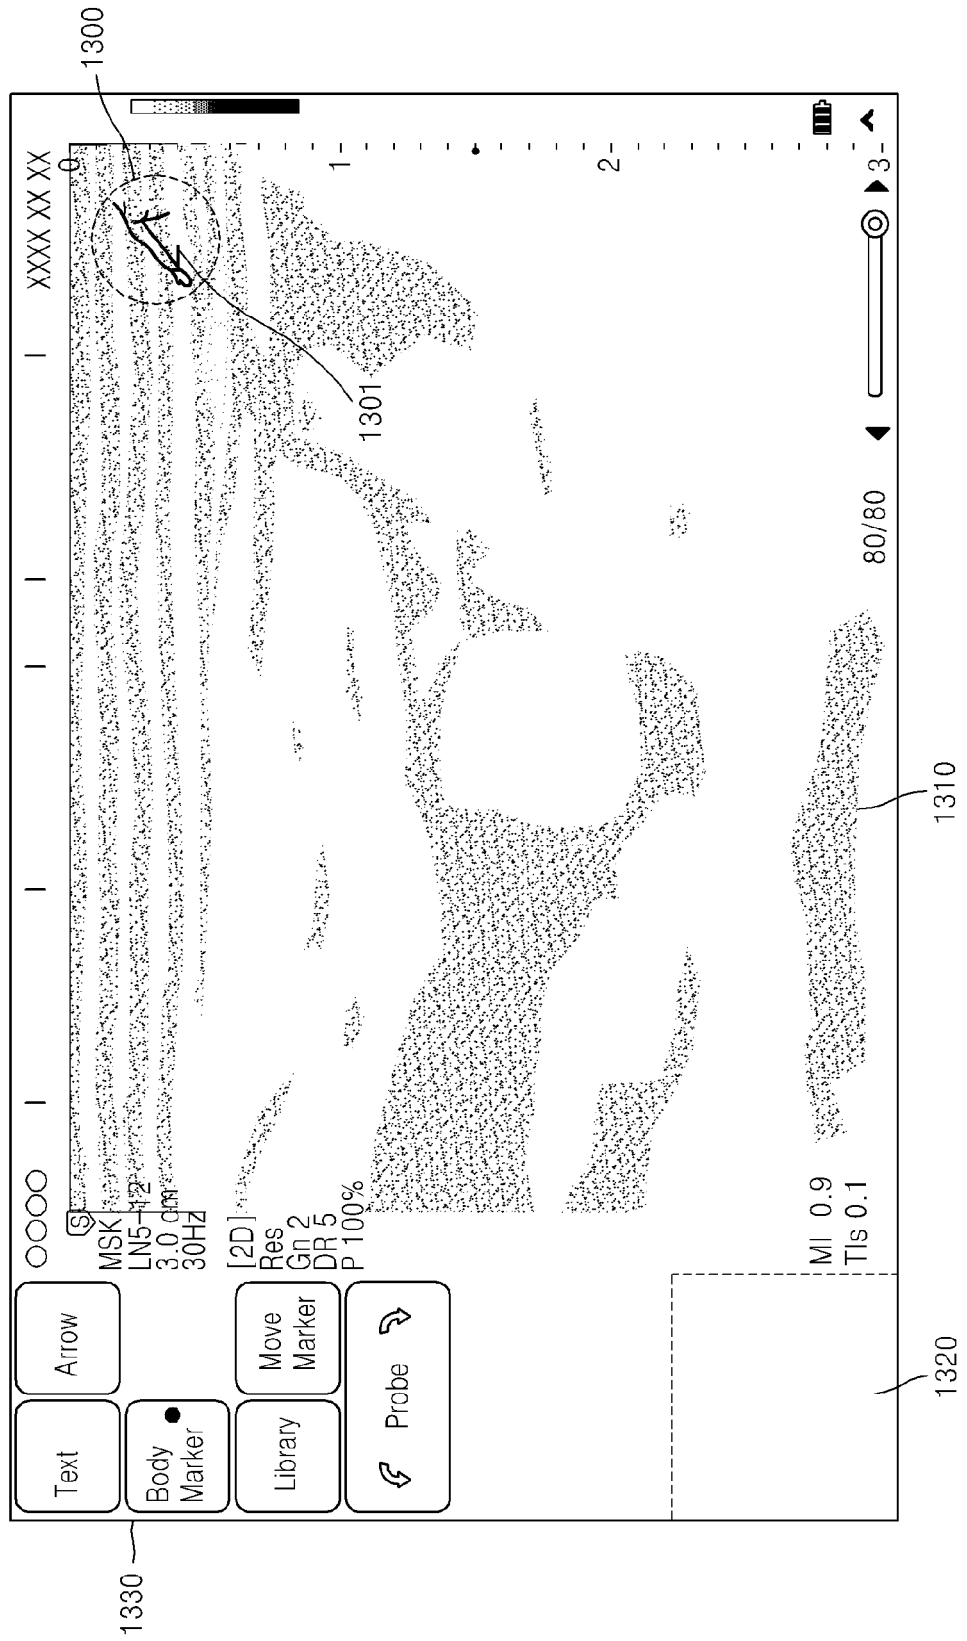 1300
○○○○
XXXX XX XX
Text
Arrow
Body
Marker
Library
Move
Marker
Probe
S
MSK
LN5-12
3.0 cm
30Hz
[2D]
Res
Gn 2
DR 5
P 100%
MI 0.9
TIs 0.1
0
1
2
3
80/80
1301
1310
1320
1330